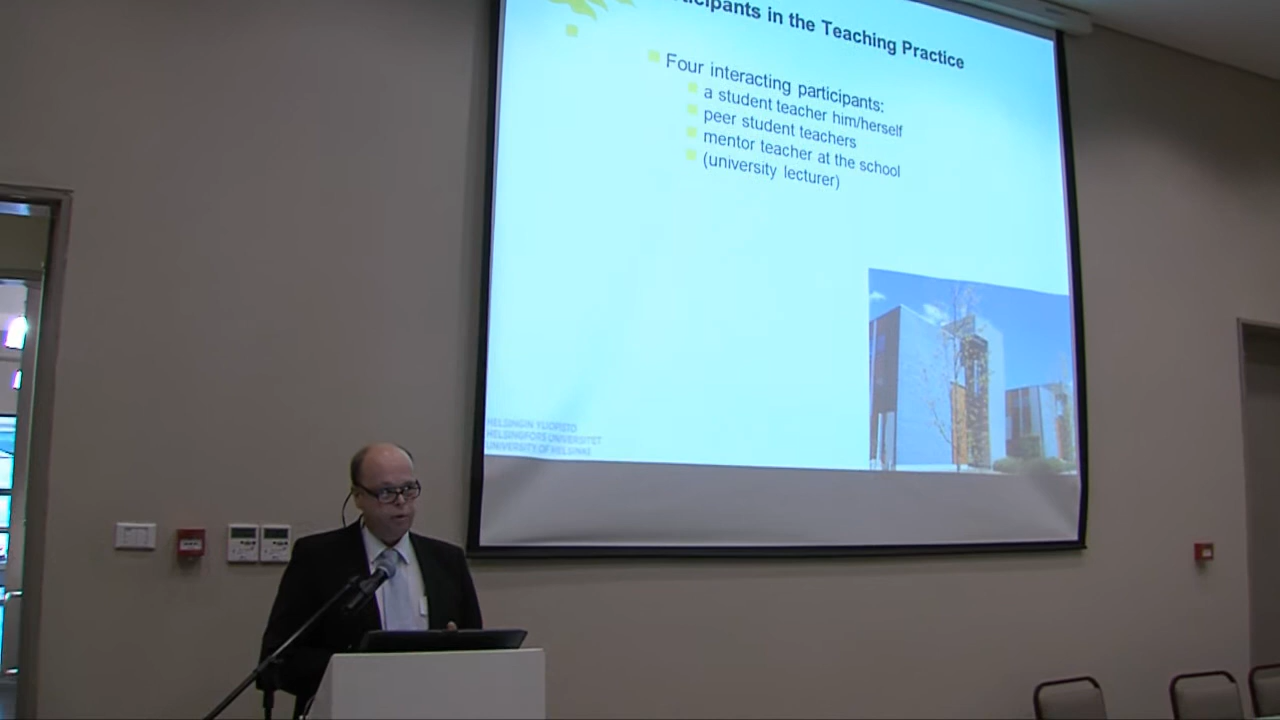 ticipants in the Teaching Practice
Four interacting participants:
a student teacher him/herself
peer student teachers
mentor teacher at the school
(university lecturer)
HELSINGIN YLIOPISTO
HELSINGFORS UNIVERSITET
UNIVERSITY OF HELSINKI